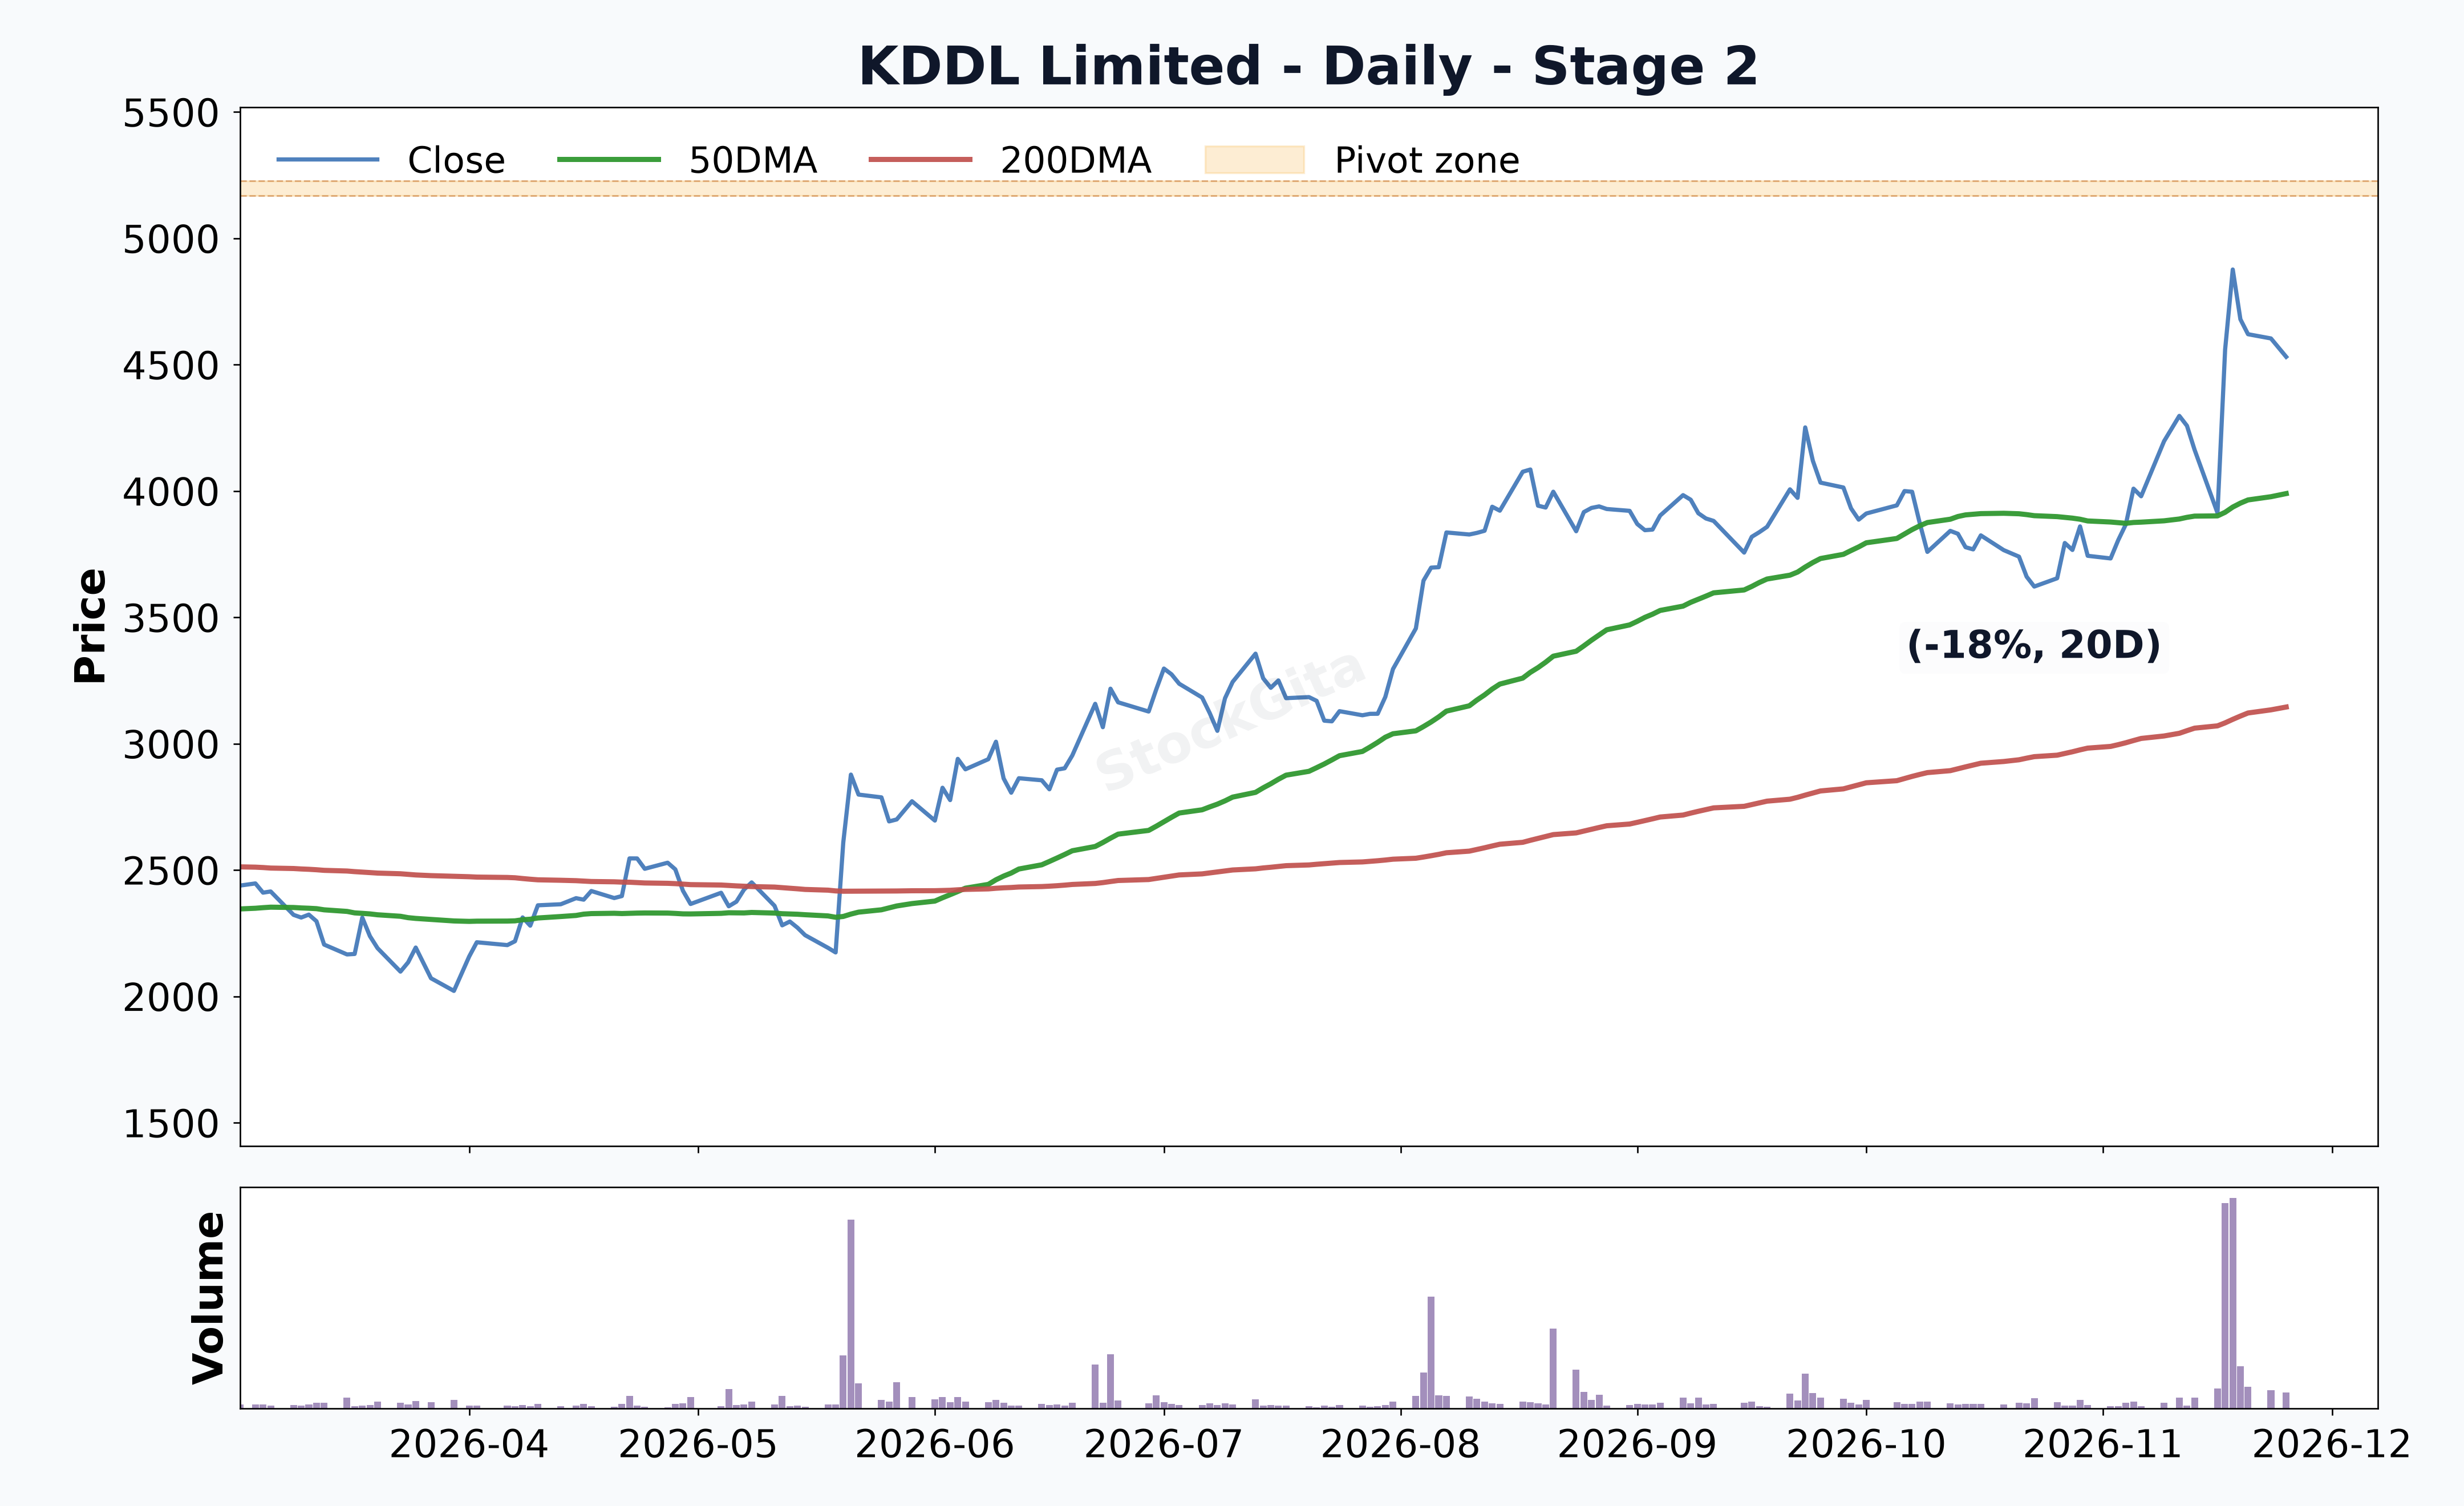 KDDL Limited - Daily - Stage 2
Close 50DMA 200DMA Pivot zone
5500
5000
4500
4000
3500
3000
2500
2000
1500
Price
(-18%, 20D)
StockGita
Volume
2026-04 2026-05 2026-06 2026-07 2026-08 2026-09 2026-10 2026-11 2026-12